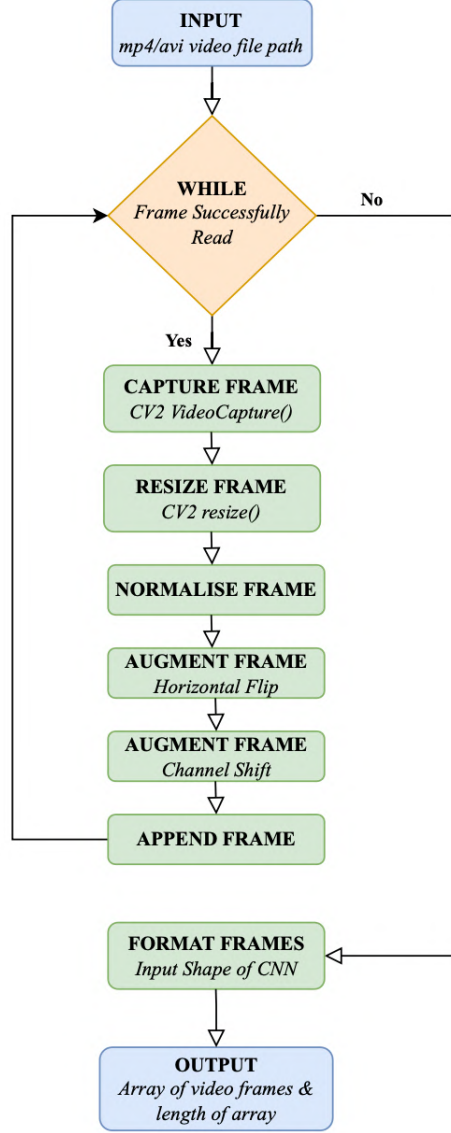 INPUT
mp4/avi video file path
WHILE
Frame Successfully
Read
No
Yes
CAPTURE FRAME
CV2 VideoCapture()
RESIZE FRAME
CV2 resize()
NORMALISE FRAME
AUGMENT FRAME
Horizontal Flip
AUGMENT FRAME
Channel Shift
APPEND FRAME
FORMAT FRAMES
Input Shape of CNN
OUTPUT
Array of video frames &
length of array